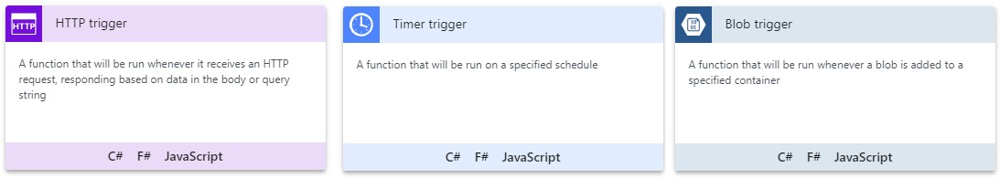 HTTP
HTTP trigger
A function that will be run whenever it receives an HTTP
request, responding based on data in the body or query
string
C# F# JavaScript
Timer trigger
A function that will be run on a specified schedule
C# F# JavaScript
10
01
Blob trigger
A function that will be run whenever a blob is added to a
specified container
C# F# JavaScript